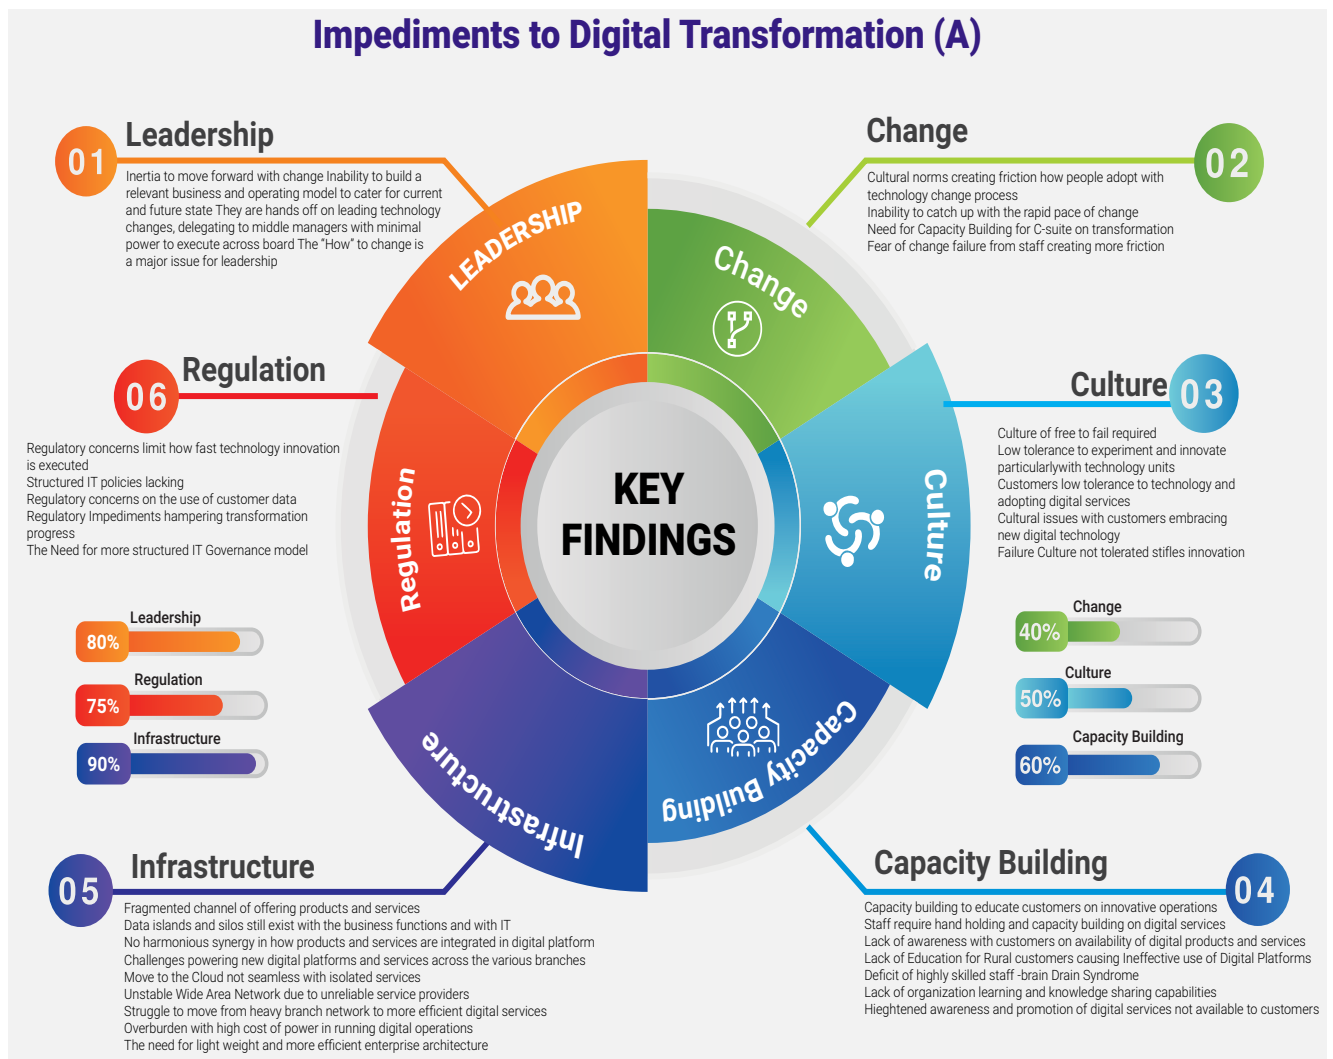 Impediments to Digital Transformation (A)
01
Leadership
Inertia to move forward with change Inability to build a
relevant business and operating model to cater for current
and future state They are hands off on leading technology
changes, delegating to middle managers with minimal
power to execute across board The "How" to change is
a major issue for leadership
Change
02
Cultural norms creating friction how people adopt with
technology change process
Inability to catch up with the rapid pace of change
Need for Capacity Building for C-suite on transformation
Fear of change failure from staff creating more friction
LEADERSHIP
Change
06
Regulation
Regulatory concerns limit how fast technology innovation
is executed
Structured IT policies lacking
Regulatory concerns on the use of customer data
Regulatory Impediments hampering transformation
progress
The Need for more structured IT Governance model
Culture
03
Culture of free to fail required
Low tolerance to experiment and innovate
particularlywith technology units
Customers low tolerance to technology and
adopting digital services
Cultural issues with customers embracing
new digital technology
Failure Culture not tolerated stifles innovation
Regulation
KEY
FINDINGS
Culture
Leadership
80%
Regulation
75%
Infrastructure
90%
Change
40%
Culture
50%
Capacity Building
60%
Infrastructure
Capacity Building
05
Infrastructure
Fragmented channel of offering products and services
Data islands and silos still exist with the business functions and with IT
No harmonious synergy in how products and services are integrated in digital platform
Challenges powering new digital platforms and services across the various branches
Move to the Cloud not seamless with isolated services
Unstable Wide Area Network due to unreliable service providers
Struggle to move from heavy branch network to more efficient digital services
Overburden with high cost of power in running digital operations
The need for light weight and more efficient enterprise architecture
Capacity Building
04
Capacity building to educate customers on innovative operations
Staff require hand holding and capacity building on digital services
Lack of awareness with customers on availability of digital products and services
Lack of Education for Rural customers causing Ineffective use of Digital Platforms
Deficit of highly skilled staff -brain Drain Syndrome
Lack of organization learning and knowledge sharing capabilities
Hieghtened awareness and promotion of digital services not available to customers